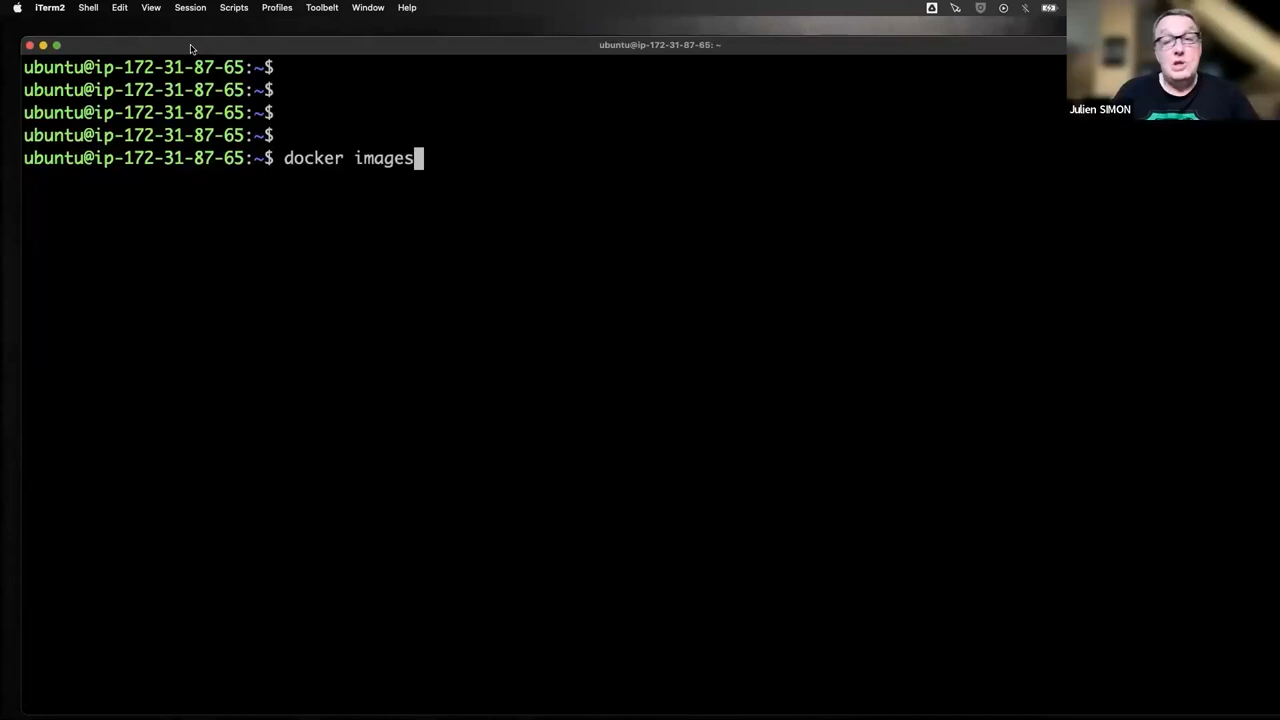 iTerm2 Shell Edit View Session Scripts Profiles Toolbelt Window Help
ubuntu@ip-172-31-87-65: ~
ubuntu@ip-172-31-87-65:~$
ubuntu@ip-172-31-87-65:~$
ubuntu@ip-172-31-87-65:~$
ubuntu@ip-172-31-87-65:~$
ubuntu@ip-172-31-87-65:~$ docker images
Julien SIMON